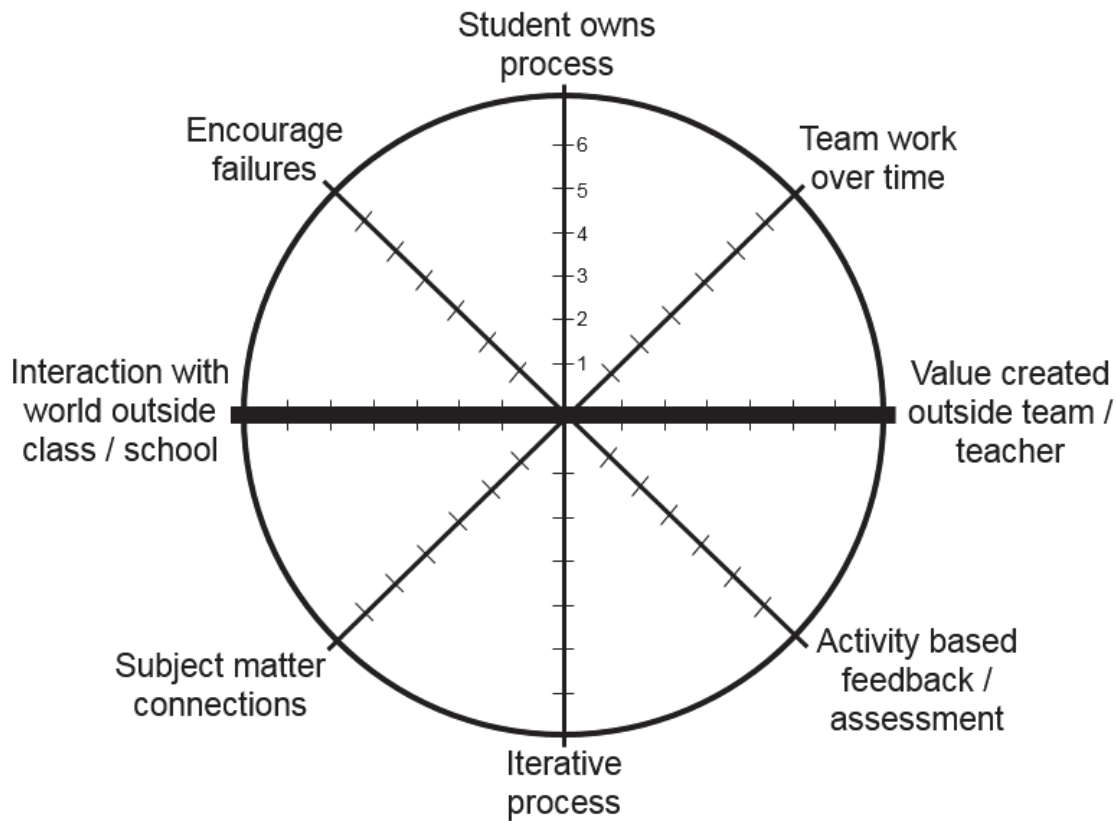 Student owns
process
Encourage
failures
Team work
over time
6
5
4
3
2
1
Interaction with
world outside
class / school
Value created
outside team /
teacher
Subject matter
connections
Activity based
feedback /
assessment
Iterative
process